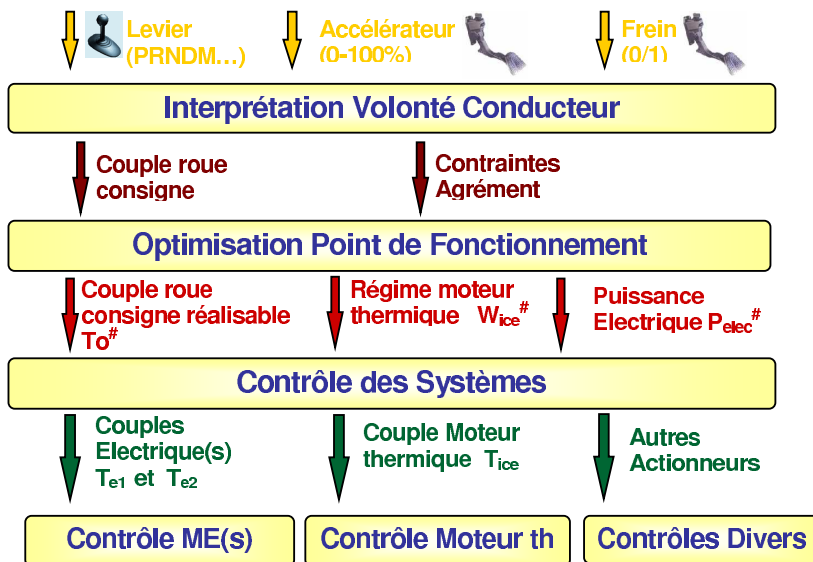 Levier
(PRNDM...)
Accélérateur
(0-100%)
Frein
(0/1)
Interprétation Volonté Conducteur
Couple roue
consigne
Contraintes
Agrément
Optimisation Point de Fonctionnement
Couple roue
consigne réalisable
To#
Régime moteur
thermique Wice#
Puissance
Electrique Pelec#
Contrôle des Systèmes
Couples
Electrique(s)
Te1 et Te2
Couple Moteur
thermique Tice
Autres
Actionneurs
Contrôle ME(s)
Contrôle Moteur th
Contrôles Divers